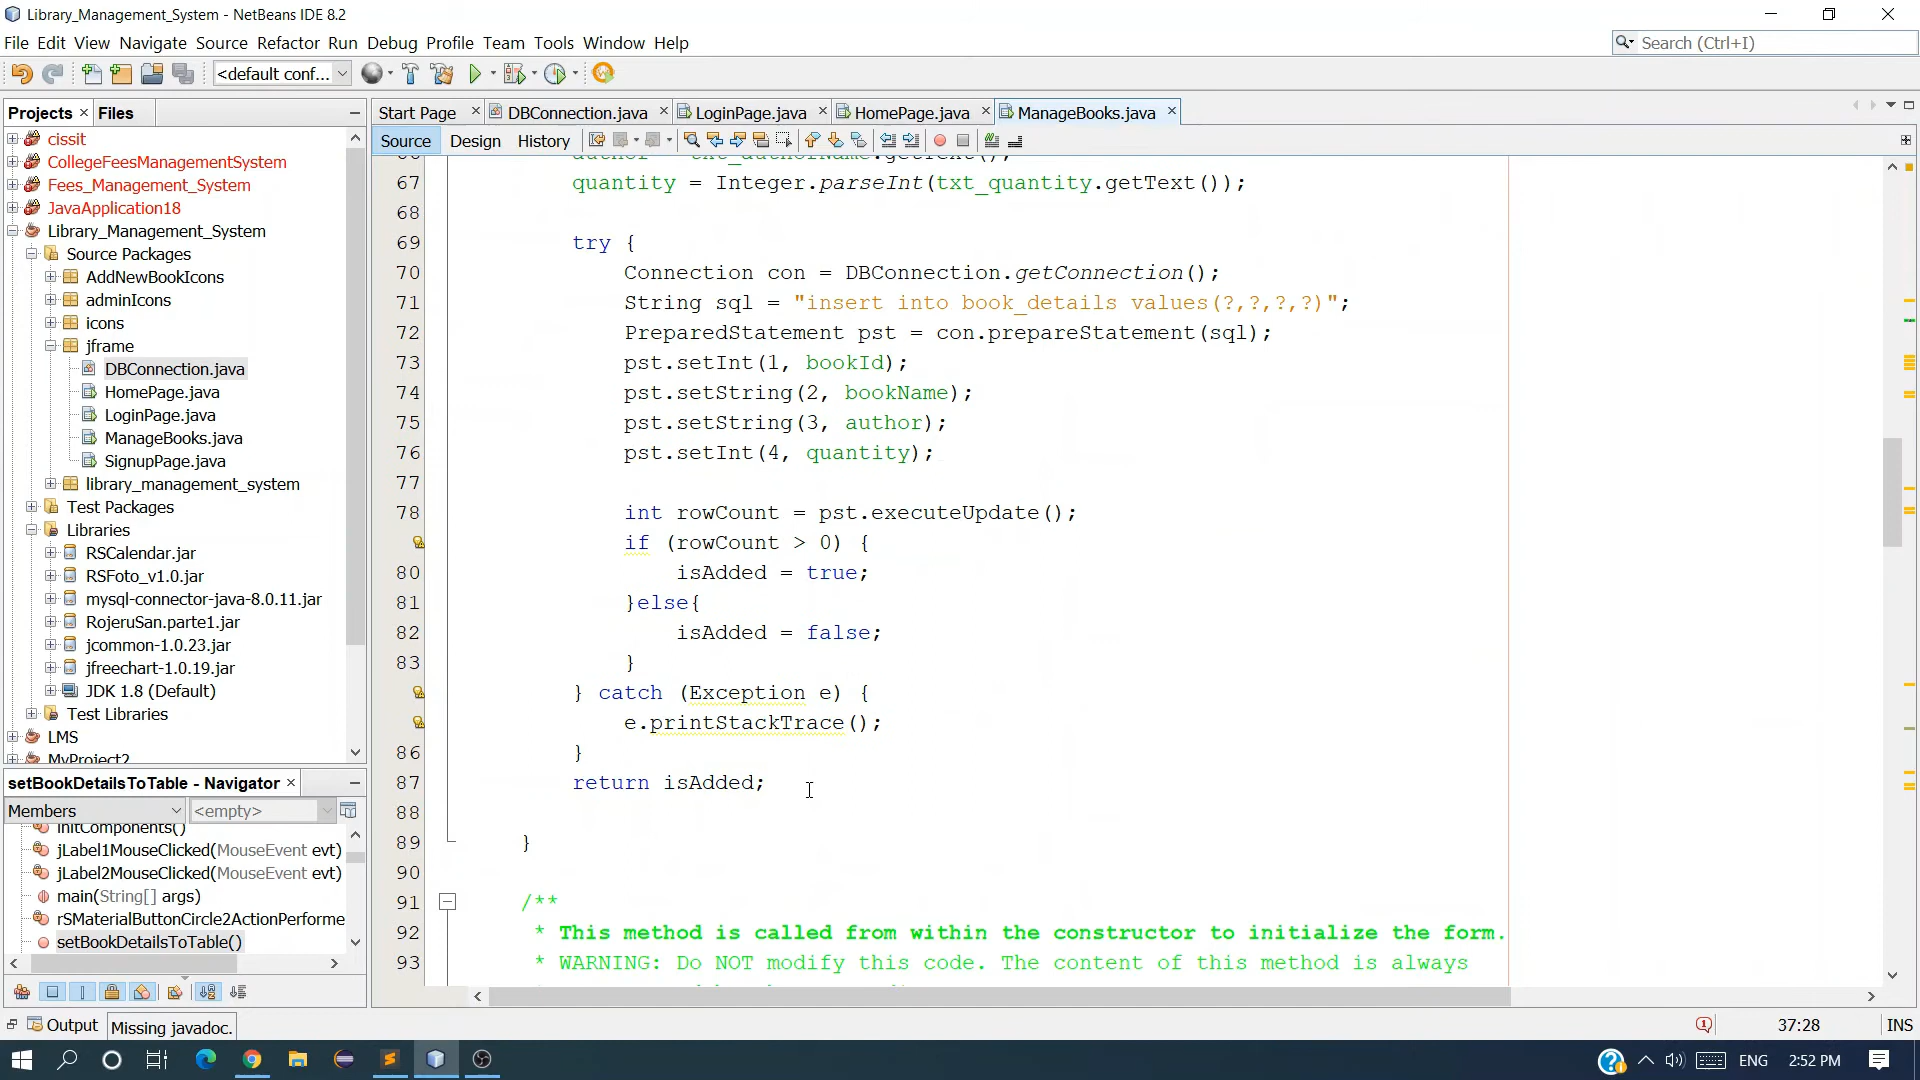 Library_Management_System - NetBeans IDE 8.2
File Edit View Navigate Source Refactor Run Debug Profile Team Tools Window Help
Search (Ctrl+I)
<default conf...
Projects Files
Start Page DBConnection.java LoginPage.java HomePage.java ManageBooks.java
Source Design History
cissit
CollegeFeesManagementSystem
Fees_Management_System
JavaApplication18
Library_Management_System
Source Packages
AddNewBookIcons
adminIcons
icons
jframe
DBConnection.java
HomePage.java
LoginPage.java
ManageBooks.java
SignupPage.java
library_management_system
Test Packages
Libraries
RSCalendar.jar
RSFoto_v1.0.jar
mysql-connector-java-8.0.11.jar
RojeruSan.parte1.jar
jcommon-1.0.23.jar
jfreechart-1.0.19.jar
JDK 1.8 (Default)
Test Libraries
LMS
MyProject2
setBookDetailsToTable - Navigator
Members <empty>
initComponents()
jLabel1MouseClicked(MouseEvent evt)
jLabel2MouseClicked(MouseEvent evt)
main(String[] args)
rSMaterialButtonCircle2ActionPerforme
setBookDetailsToTable()
author = txt_authorName.getText();
67 quantity = Integer.parseInt(txt_quantity.getText());
68
69 try {
70 Connection con = DBConnection.getConnection();
71 String sql = "insert into book_details values(?,?,?,?)";
72 PreparedStatement pst = con.prepareStatement(sql);
73 pst.setInt(1, bookId);
74 pst.setString(2, bookName);
75 pst.setString(3, author);
76 pst.setInt(4, quantity);
77
78 int rowCount = pst.executeUpdate();
if (rowCount > 0) {
80 isAdded = true;
81 }else{
82 isAdded = false;
83 }
} catch (Exception e) {
e.printStackTrace();
86 }
87 return isAdded;
88
89 }
90
91 /**
92 * This method is called from within the constructor to initialize the form.
93 * WARNING: Do NOT modify this code. The content of this method is always
Output Missing javadoc. 37:28 INS
ENG 2:52 PM